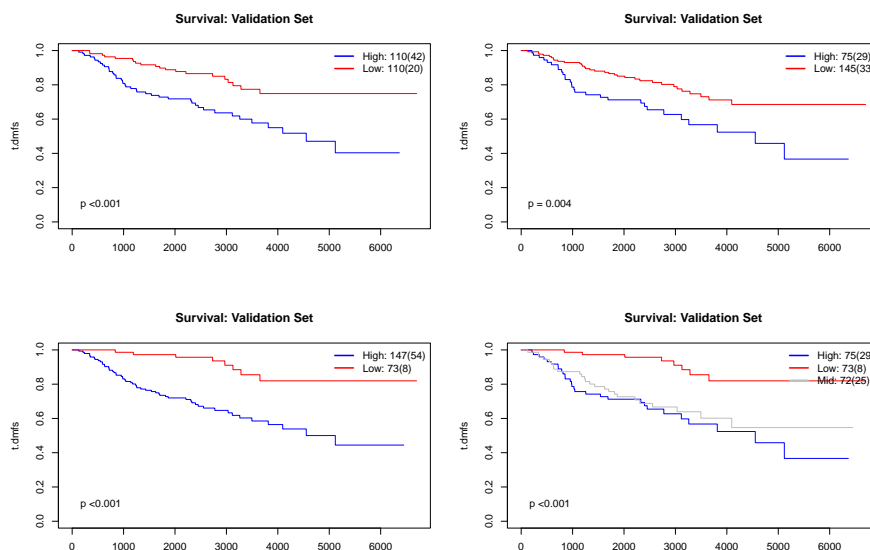 Survival: Validation Set
t.dmfs
1.0
0.8
0.6
0.4
0.2
0.0
High: 110(42)
Low: 110(20)
p <0.001
0 1000 2000 3000 4000 5000 6000
Survival: Validation Set
t.dmfs
1.0
0.8
0.6
0.4
0.2
0.0
High: 75(29)
Low: 145(33
p = 0.004
0 1000 2000 3000 4000 5000 6000
Survival: Validation Set
t.dmfs
1.0
0.8
0.6
0.4
0.2
0.0
High: 147(54)
Low: 73(8)
p <0.001
0 1000 2000 3000 4000 5000 6000
Survival: Validation Set
t.dmfs
1.0
0.8
0.6
0.4
0.2
0.0
High: 75(29
Low: 73(8)
Mid: 72(25)
p <0.001
0 1000 2000 3000 4000 5000 6000